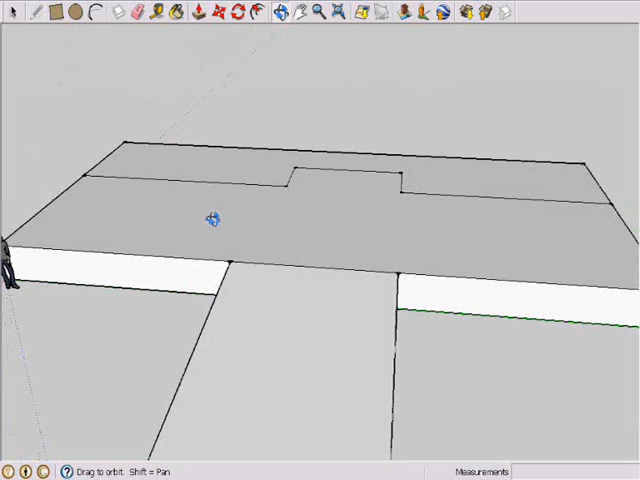 Drag to orbit. Shift = Pan
Measurements